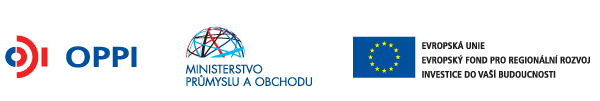 OPPI
MINISTERSTVO
PRŮMYSLU A OBCHODU
EVROPSKÁ UNIE
EVROPSKÝ FOND PRO REGIONÁLNÍ ROZVOJ
INVESTICE DO VAŠÍ BUDOUCNOSTI